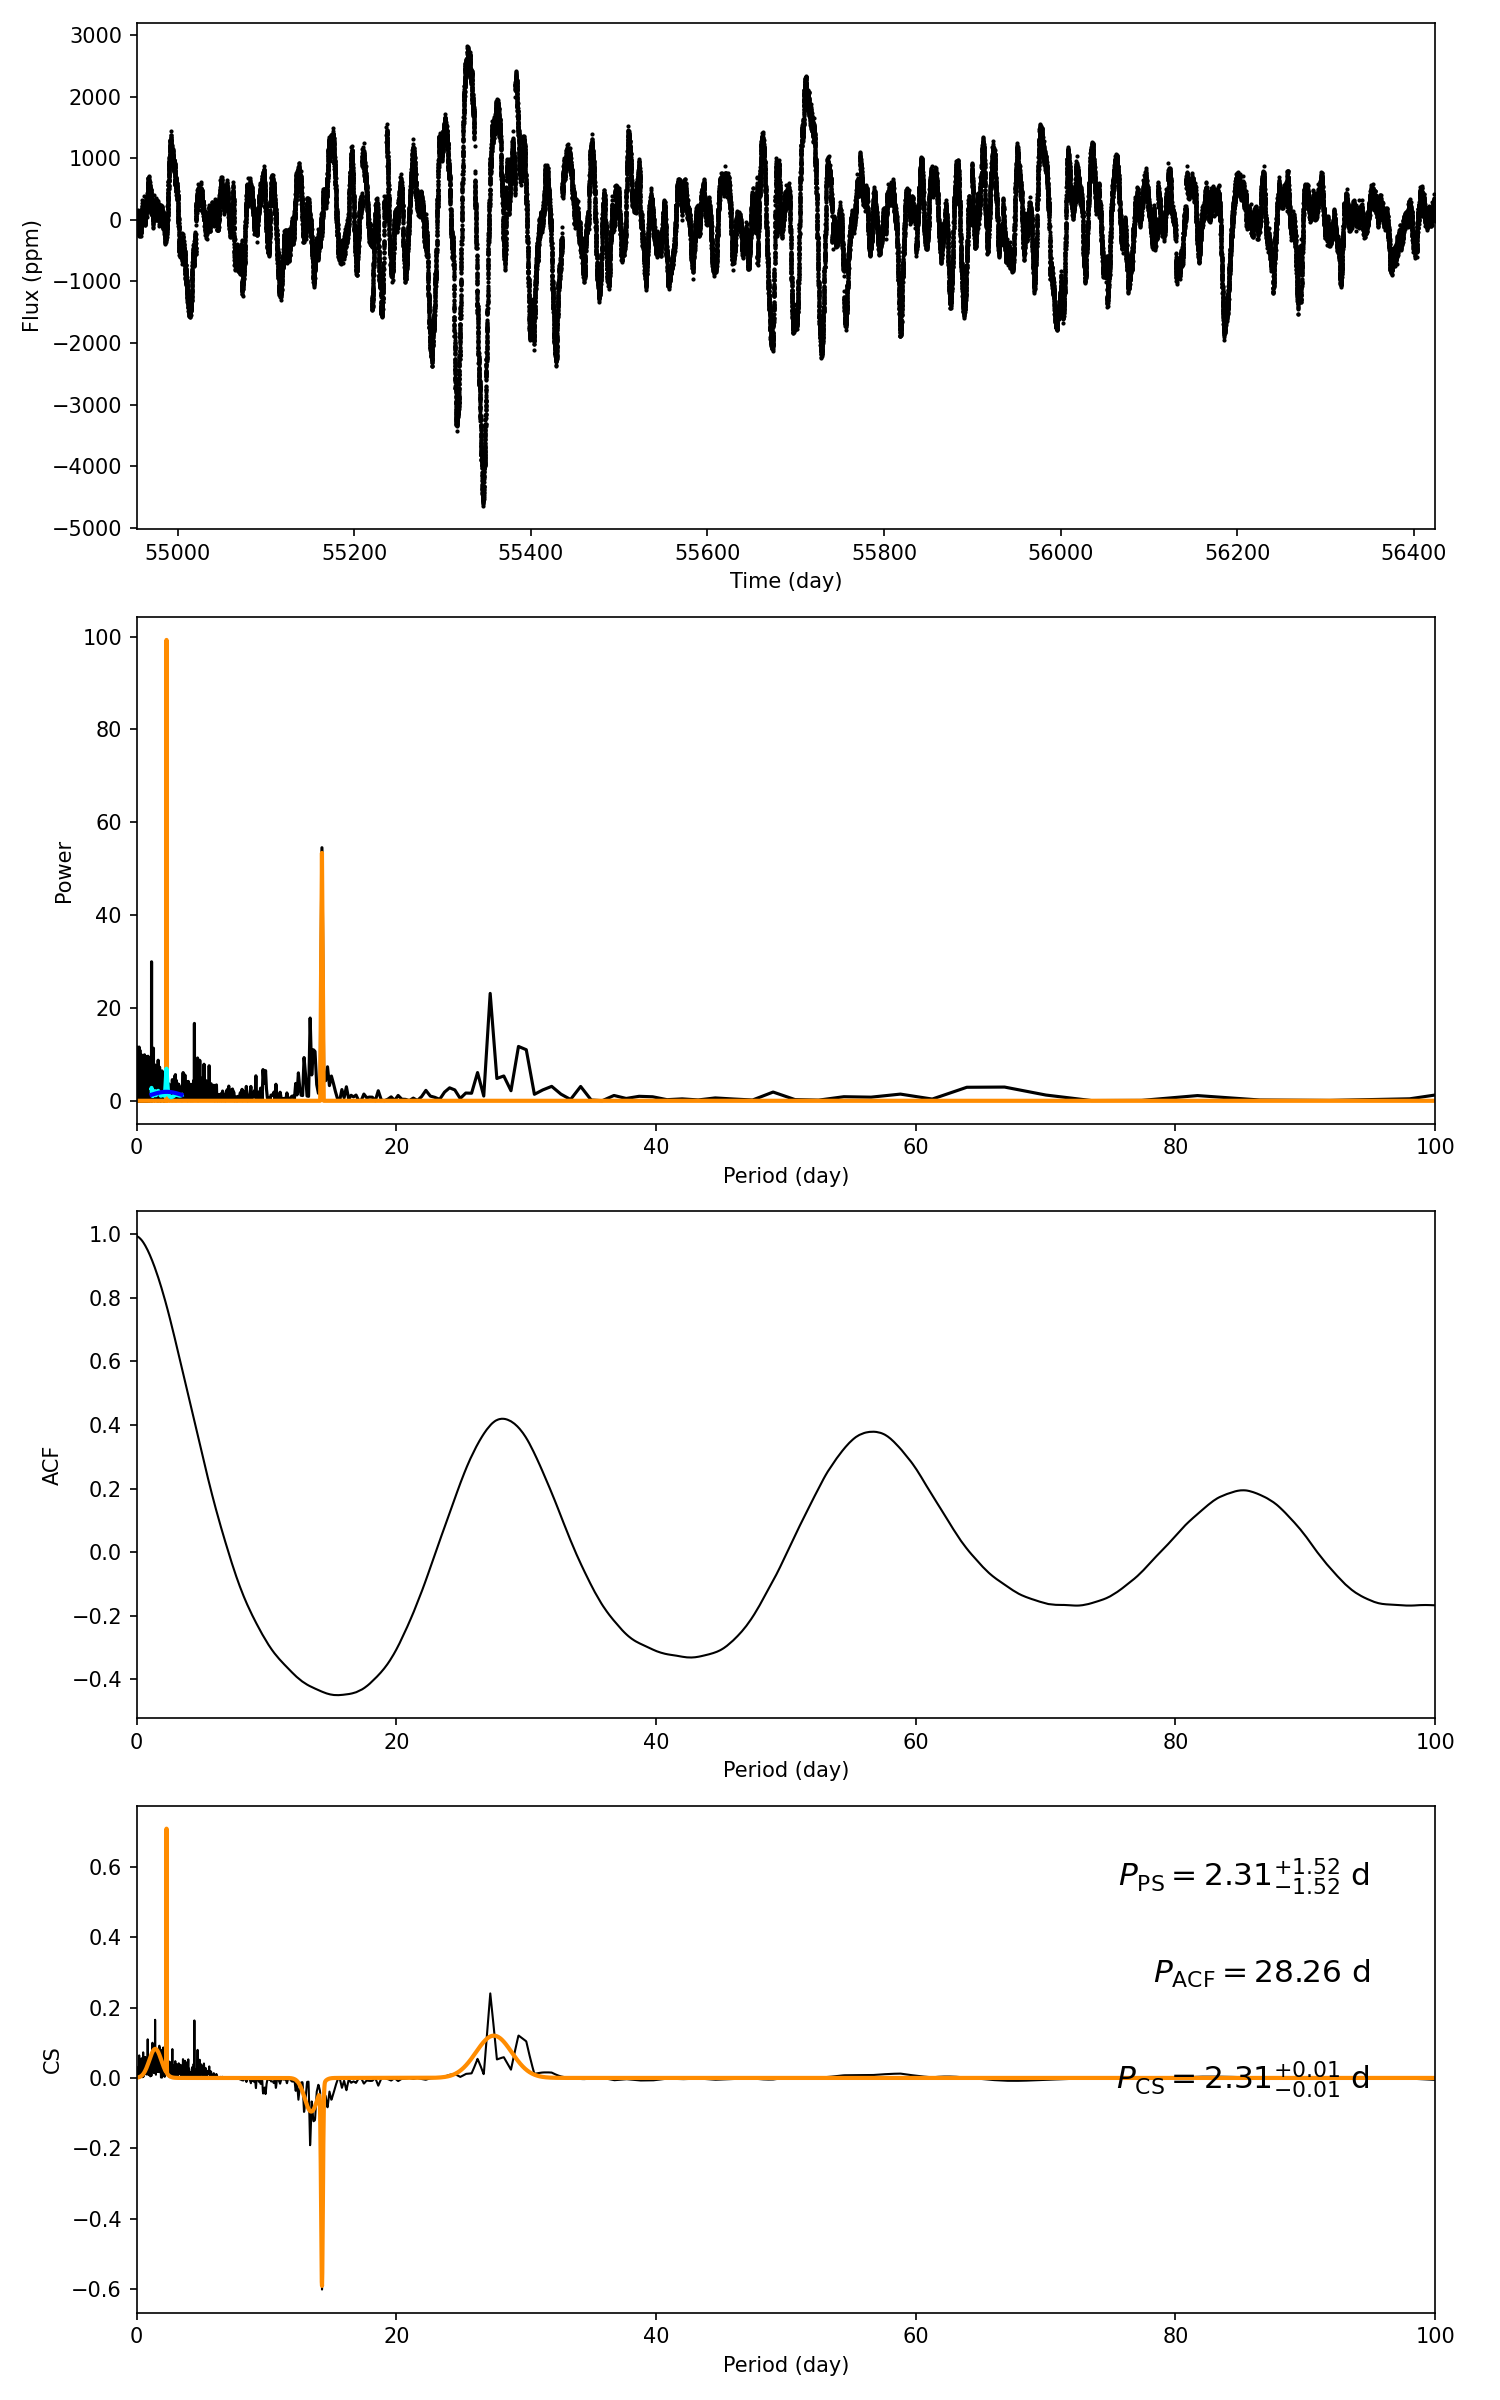 3000
2000
1000
0
−1000
−2000
−3000
−4000
−5000
Flux (ppm)
55000 55200 55400 55600 55800 56000 56200 56400
Time (day)
100
80
60
40
20
0
Power
0 20 40 60 80 100
Period (day)
1.0
0.8
0.6
0.4
0.2
0.0
−0.2
−0.4
ACF
0 20 40 60 80 100
Period (day)
0.6
0.4
0.2
0.0
−0.2
−0.4
−0.6
CS
P_PS = 2.31^{+1.52}_{−1.52} d
P_ACF = 28.26 d
P_CS = 2.31^{+0.01}_{−0.01} d
0 20 40 60 80 100
Period (day)